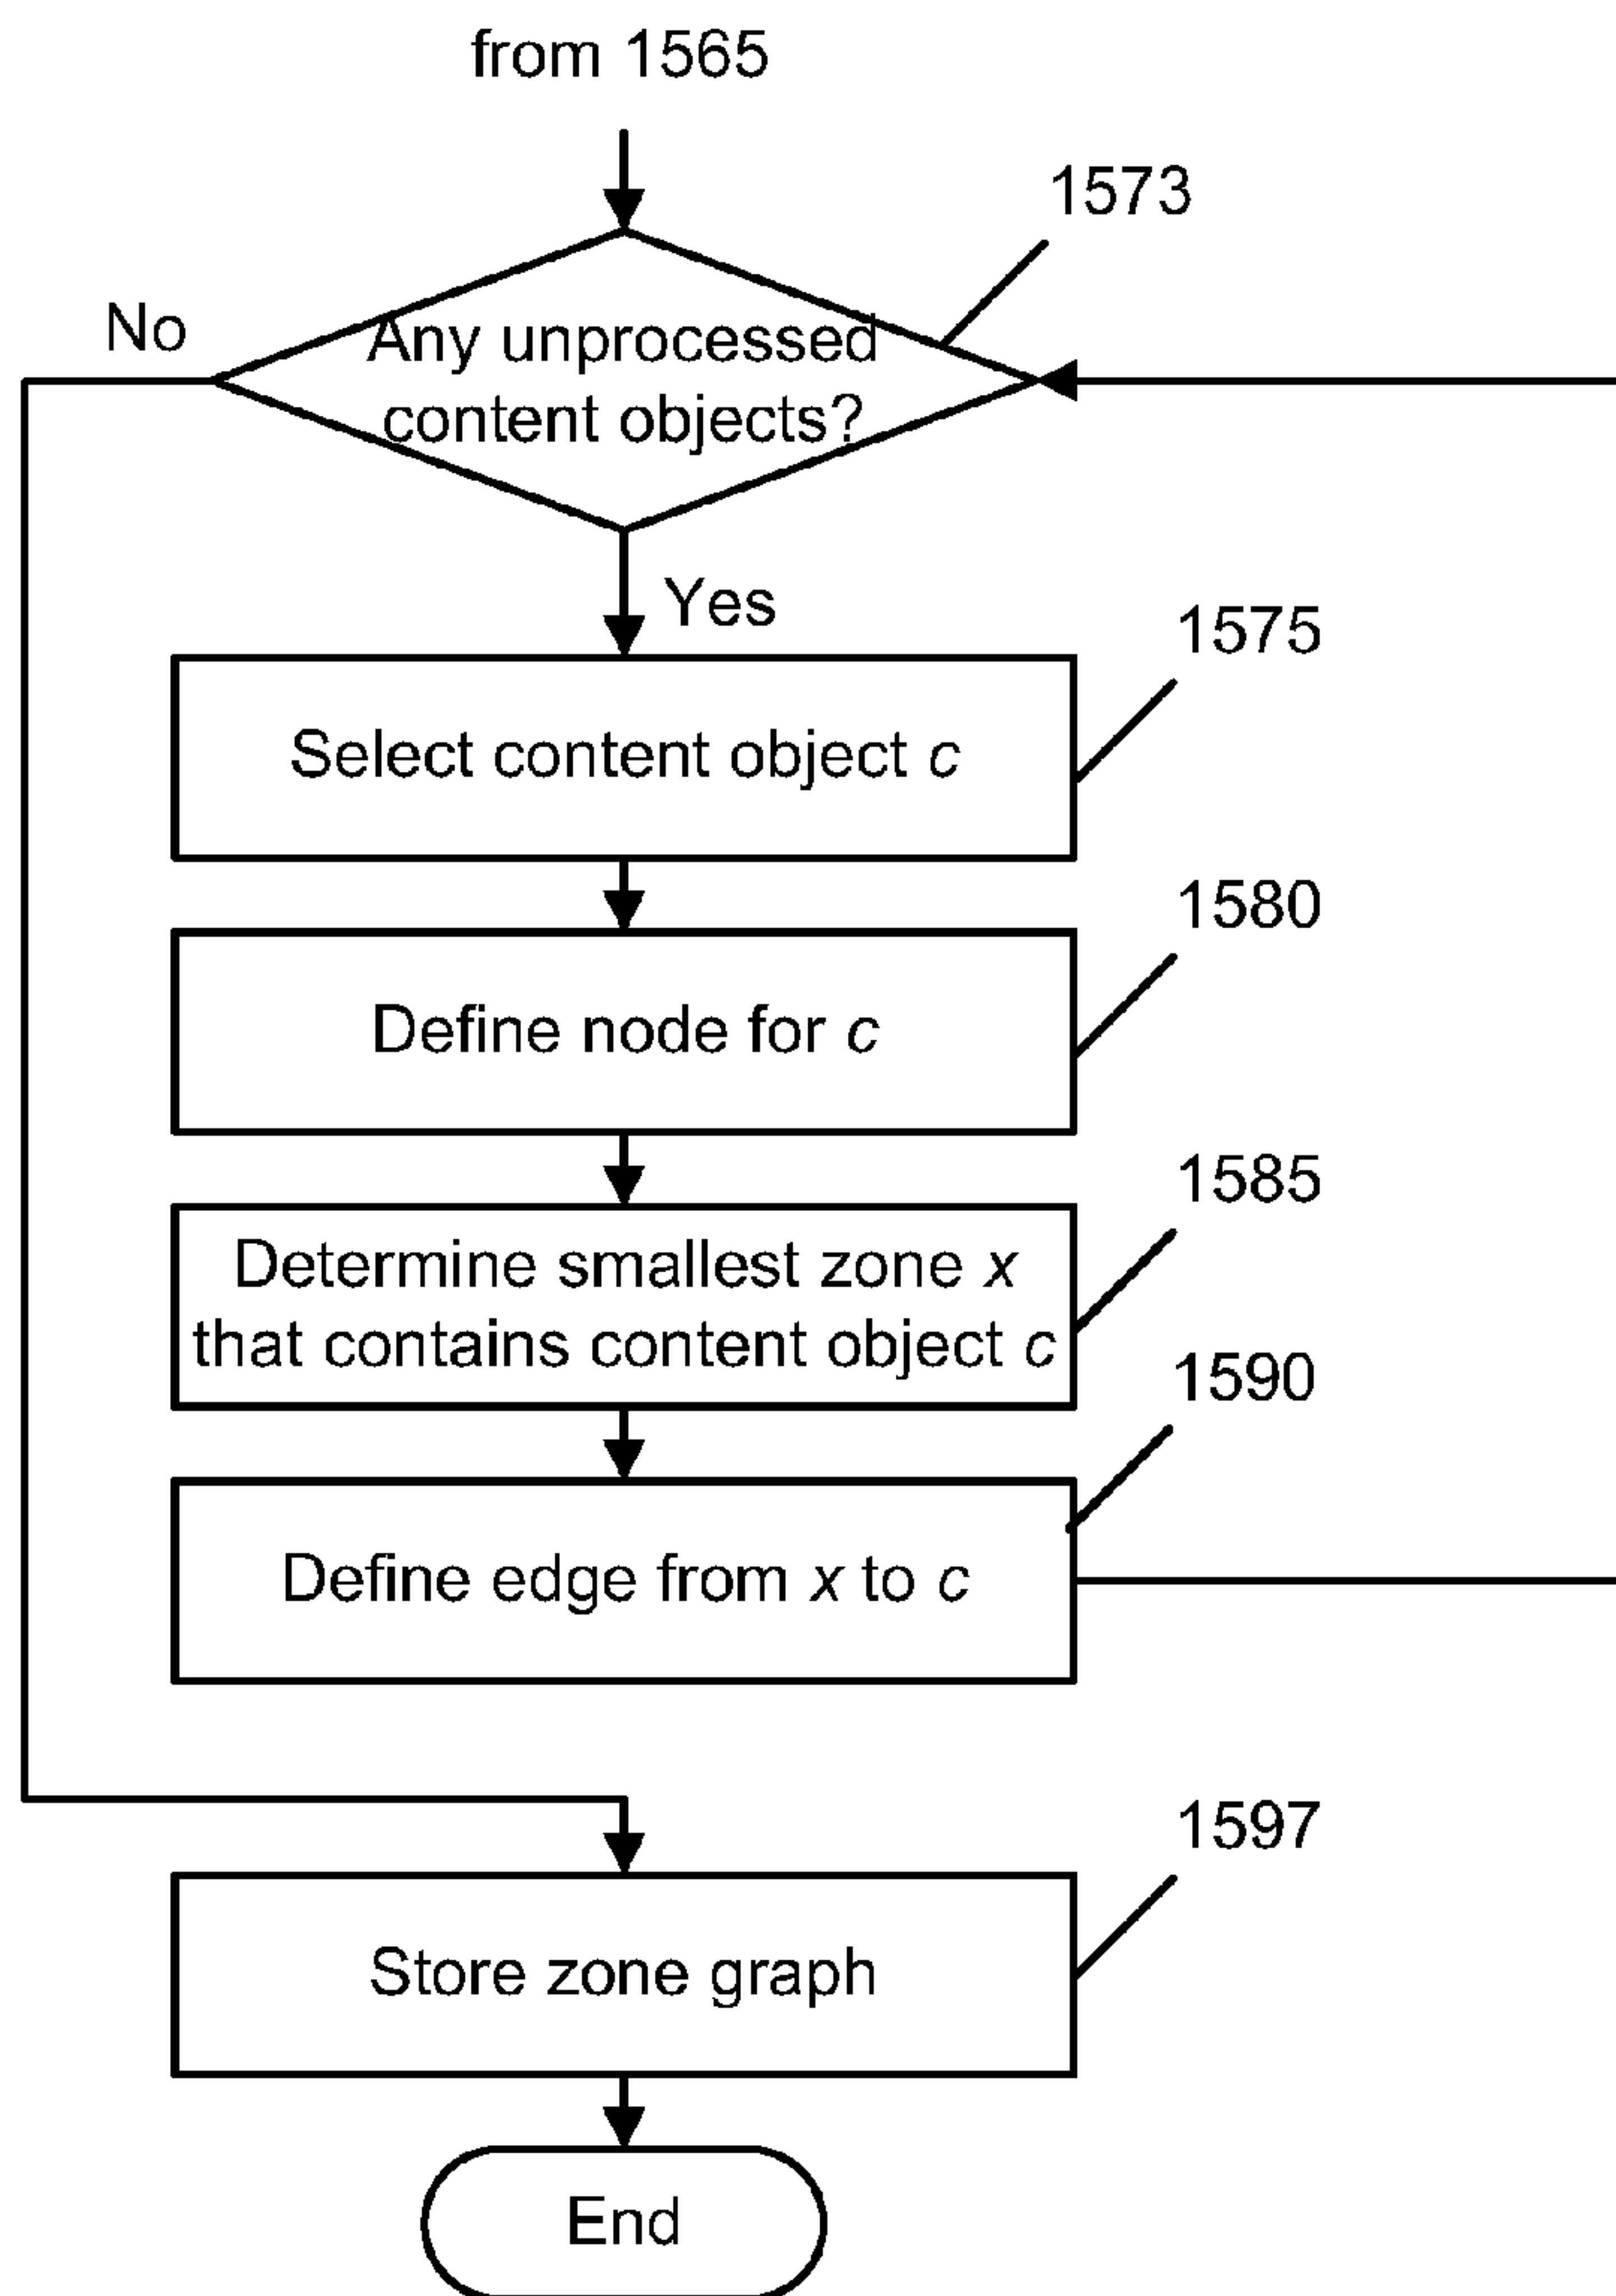 from 1565
1573
No
Any unprocessed
content objects?
Yes
1575
Select content object c
1580
Define node for c
1585
Determine smallest zone x
that contains content object c
1590
Define edge from x to c
1597
Store zone graph
End